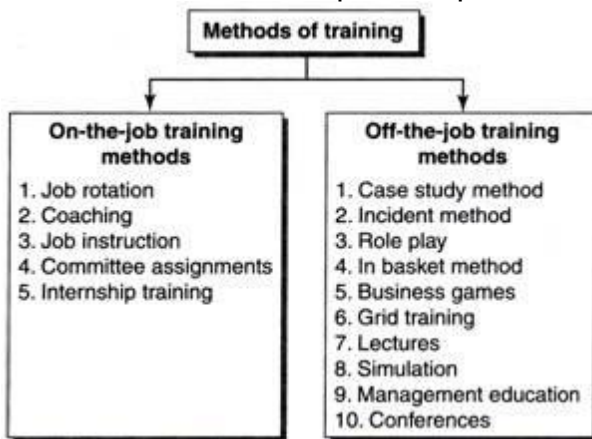 Methods of training
On-the-job training
methods
1. Job rotation
2. Coaching
3. Job instruction
4. Committee assignments
5. Internship training
Off-the-job training
methods
1. Case study method
2. Incident method
3. Role play
4. In basket method
5. Business games
6. Grid training
7. Lectures
8. Simulation
9. Management education
10. Conferences